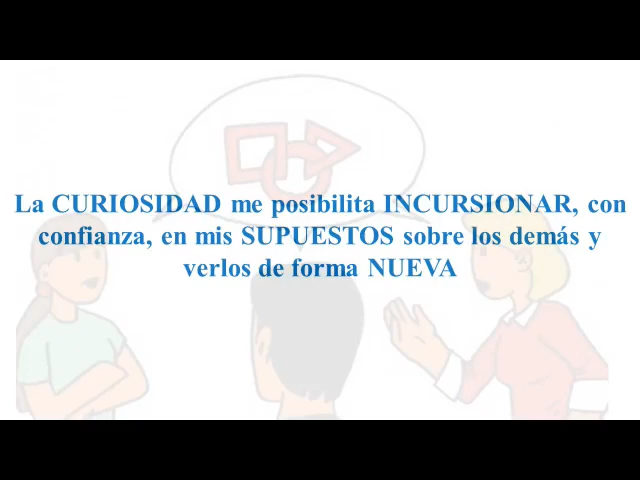 La CURIOSIDAD me posibilita INCURSIONAR, con
confianza, en mis SUPUESTOS sobre los demás y
verlos de forma NUEVA